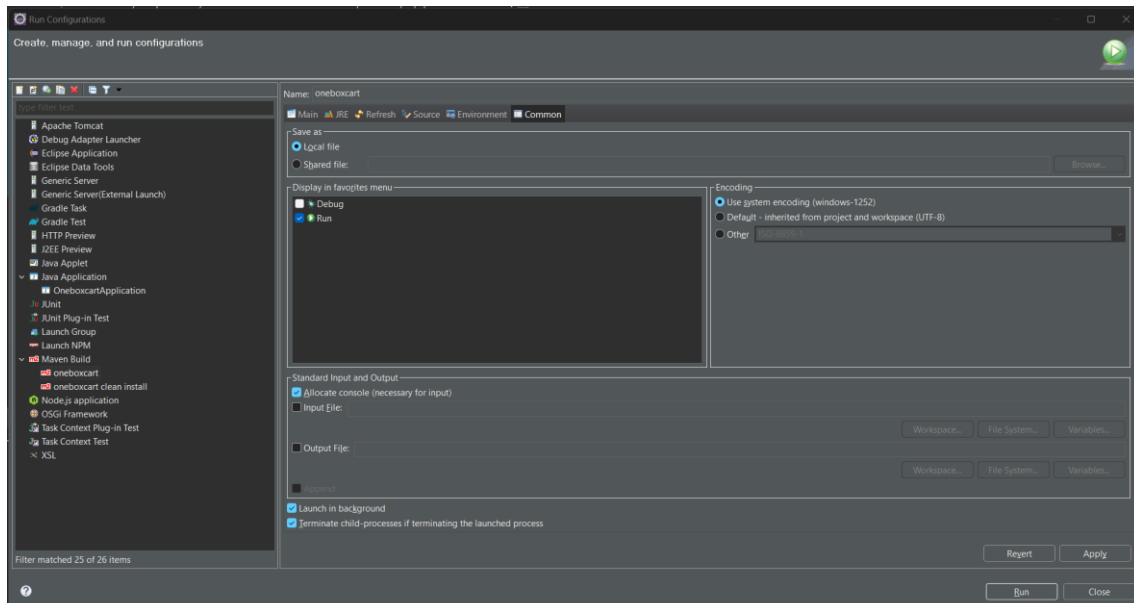 Run Configurations
Create, manage, and run configurations
type filter text
Apache Tomcat
Debug Adapter Launcher
Eclipse Application
Eclipse Data Tools
Generic Server
Generic Server(External Launch)
Gradle Task
Gradle Test
HTTP Preview
J2EE Preview
Java Applet
Java Application
OneboxcartApplication
JUnit
JUnit Plug-in Test
Launch Group
Launch NPM
Maven Build
oneboxcart
oneboxcart clean install
Node.js application
OSGi Framework
Task Context Plug-in Test
Task Context Test
XSL
Filter matched 25 of 26 items
Name: oneboxcart
Main JRE Refresh Source Environment Common
Save as
Local file
Shared file: Browse...
Display in favorites menu
Debug
Run
Encoding
Use system encoding (windows-1252)
Default - inherited from project and workspace (UTF-8)
Other ISO-8859-1
Standard Input and Output
Allocate console (necessary for input)
Input File:
Workspace... File System... Variables...
Output File:
Workspace... File System... Variables...
Append
Launch in background
Terminate child-processes if terminating the launched process
Revert Apply
Run Close